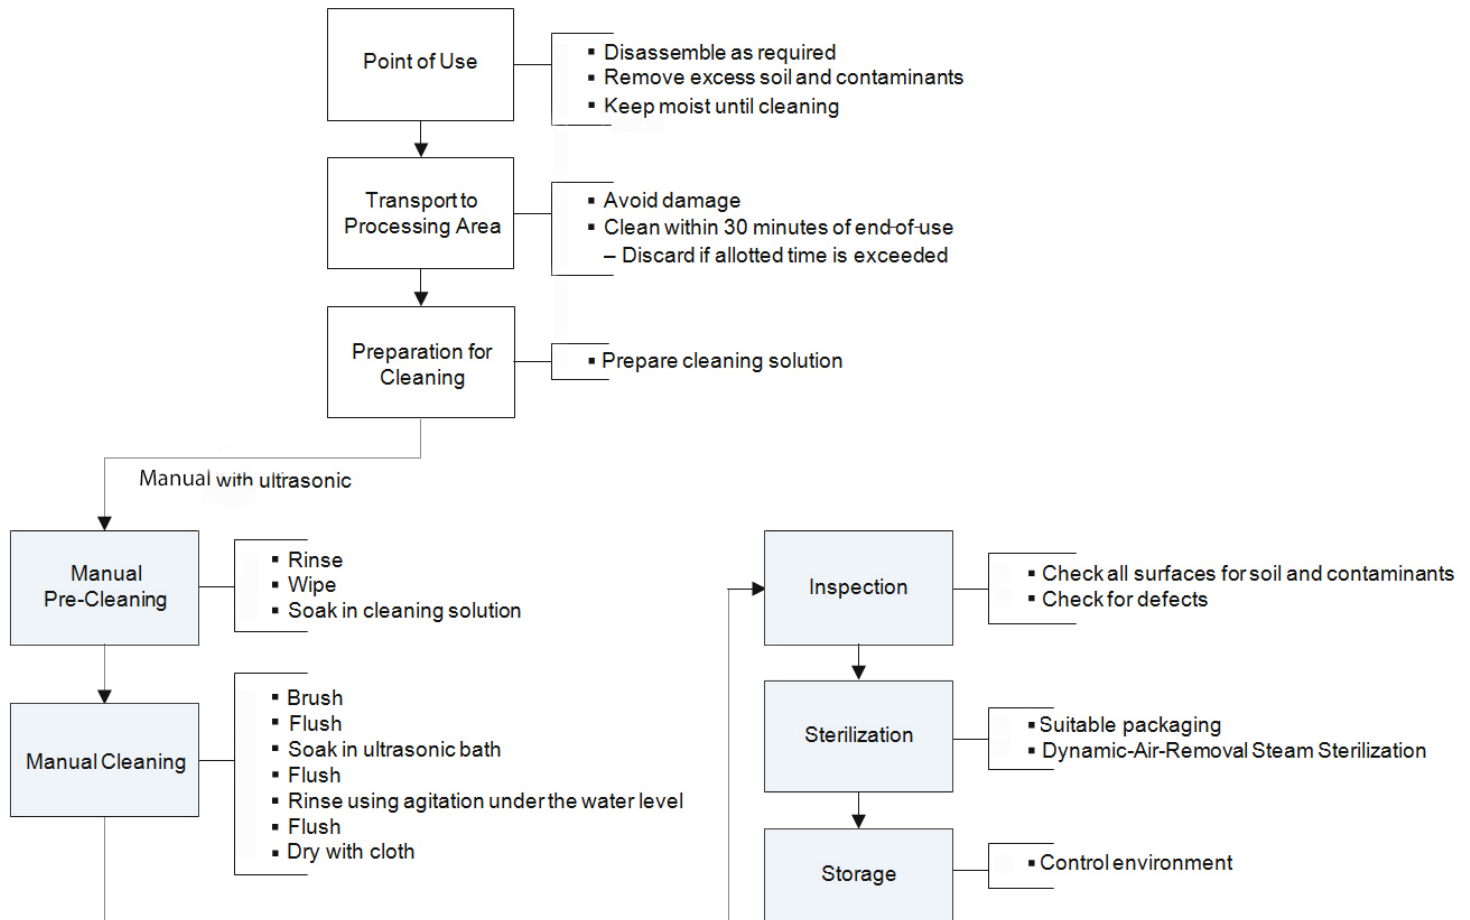 Point of Use
▪ Disassemble as required
▪ Remove excess soil and contaminants
▪ Keep moist until cleaning
Transport to
Processing Area
▪ Avoid damage
▪ Clean within 30 minutes of end-of-use
– Discard if allotted time is exceeded
Preparation for
Cleaning
▪ Prepare cleaning solution
Manual with ultrasonic
Manual
Pre-Cleaning
▪ Rinse
▪ Wipe
▪ Soak in cleaning solution
Manual Cleaning
▪ Brush
▪ Flush
▪ Soak in ultrasonic bath
▪ Flush
▪ Rinse using agitation under the water level
▪ Flush
▪ Dry with cloth
Inspection
▪ Check all surfaces for soil and contaminants
▪ Check for defects
Sterilization
▪ Suitable packaging
▪ Dynamic-Air-Removal Steam Sterilization
Storage
▪ Control environment